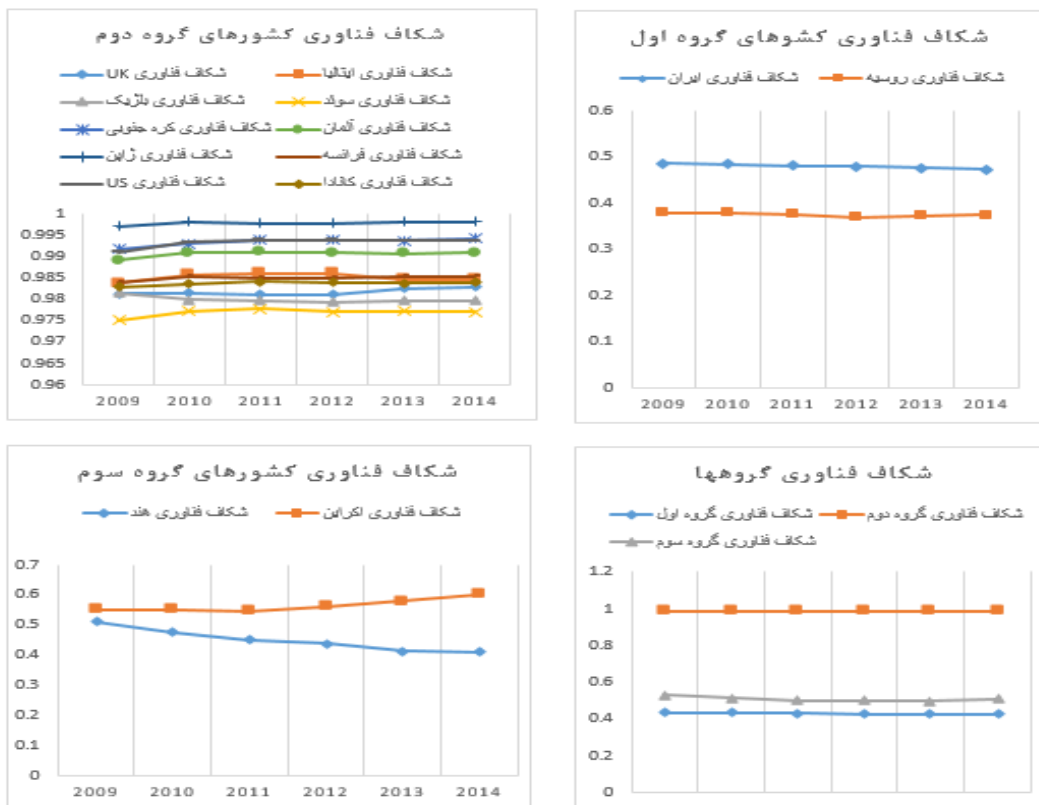 شکاف فناوری کشوهای گروه اول
شکاف فناوری ایران
شکاف فناوری روسیه
0.6
0.5
0.4
0.3
0.2
0.1
0
2009 2010 2011 2012 2013 2014
شکاف فناوری کشورهای گروه دوم
شکاف فناوری UK
شکاف فناوری ایتالیا
شکاف فناوری بلژیک
شکاف فناوری سوئد
شکاف فناوری کره جنوبی
شکاف فناوری آلمان
شکاف فناوری ژاپن
شکاف فناوری فرانسه
شکاف فناوری US
شکاف فناوری کانادا
1
0.995
0.99
0.985
0.98
0.975
0.97
0.965
0.96
2009 2010 2011 2012 2013 2014
شکاف فناوری گروهها
شکاف فناوری گروه اول
شکاف فناوری گروه دوم
شکاف فناوری گروه سوم
1.2
1
0.8
0.6
0.4
0.2
0
شکاف فناوری کشورهای گروه سوم
شکاف فناوری هند
شکاف فناوری اکراین
0.7
0.6
0.5
0.4
0.3
0.2
0.1
0
2009 2010 2011 2012 2013 2014